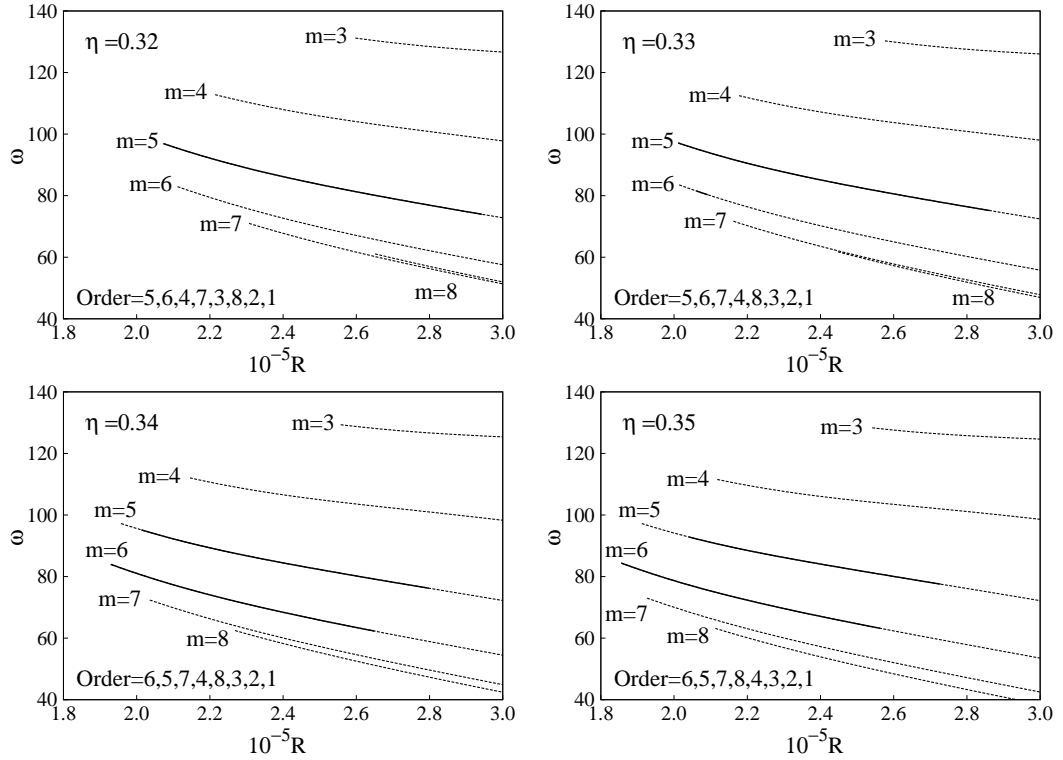 140
120
100
80
60
40
ω
η =0.32
m=3
m=4
m=5
m=6
m=7
m=8
Order=5,6,4,7,3,8,2,1
1.8 2.0 2.2 2.4 2.6 2.8 3.0
10⁻⁵R
140
120
100
80
60
40
ω
η =0.33
m=3
m=4
m=5
m=6
m=7
m=8
Order=5,6,7,4,8,3,2,1
1.8 2.0 2.2 2.4 2.6 2.8 3.0
10⁻⁵R
140
120
100
80
60
40
ω
η =0.34
m=3
m=4
m=5
m=6
m=7
m=8
Order=6,5,7,4,8,3,2,1
1.8 2.0 2.2 2.4 2.6 2.8 3.0
10⁻⁵R
140
120
100
80
60
40
ω
η =0.35
m=3
m=4
m=5
m=6
m=7
m=8
Order=6,5,7,8,4,3,2,1
1.8 2.0 2.2 2.4 2.6 2.8 3.0
10⁻⁵R